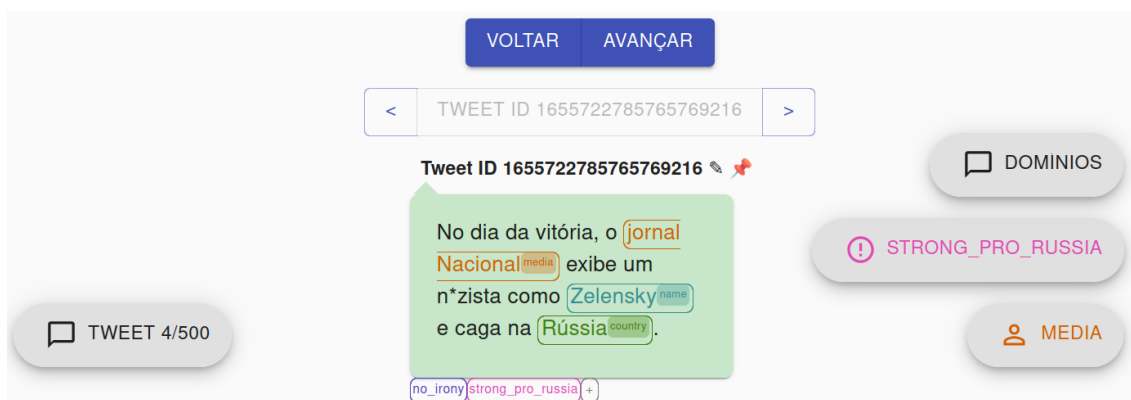 VOLTAR AVANÇAR
< TWEET ID 1655722785765769216 >
Tweet ID 1655722785765769216 ✎ 📌
DOMÍNIOS
No dia da vitória, o jornal
Nacional media exibe um
n*zista como Zelensky name
e caga na Rússia country.
STRONG_PRO_RUSSIA
TWEET 4/500
MEDIA
no_irony strong_pro_russia +